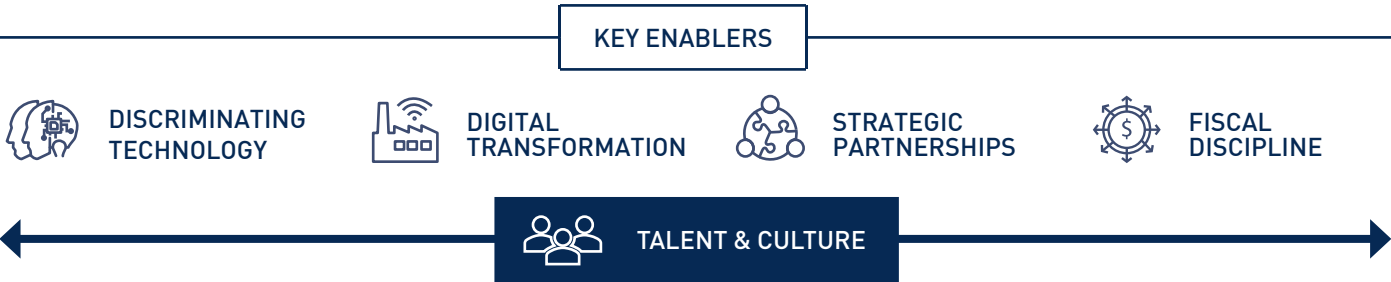 KEY ENABLERS
DISCRIMINATING
TECHNOLOGY
DIGITAL
TRANSFORMATION
STRATEGIC
PARTNERSHIPS
$
FISCAL
DISCIPLINE
TALENT & CULTURE